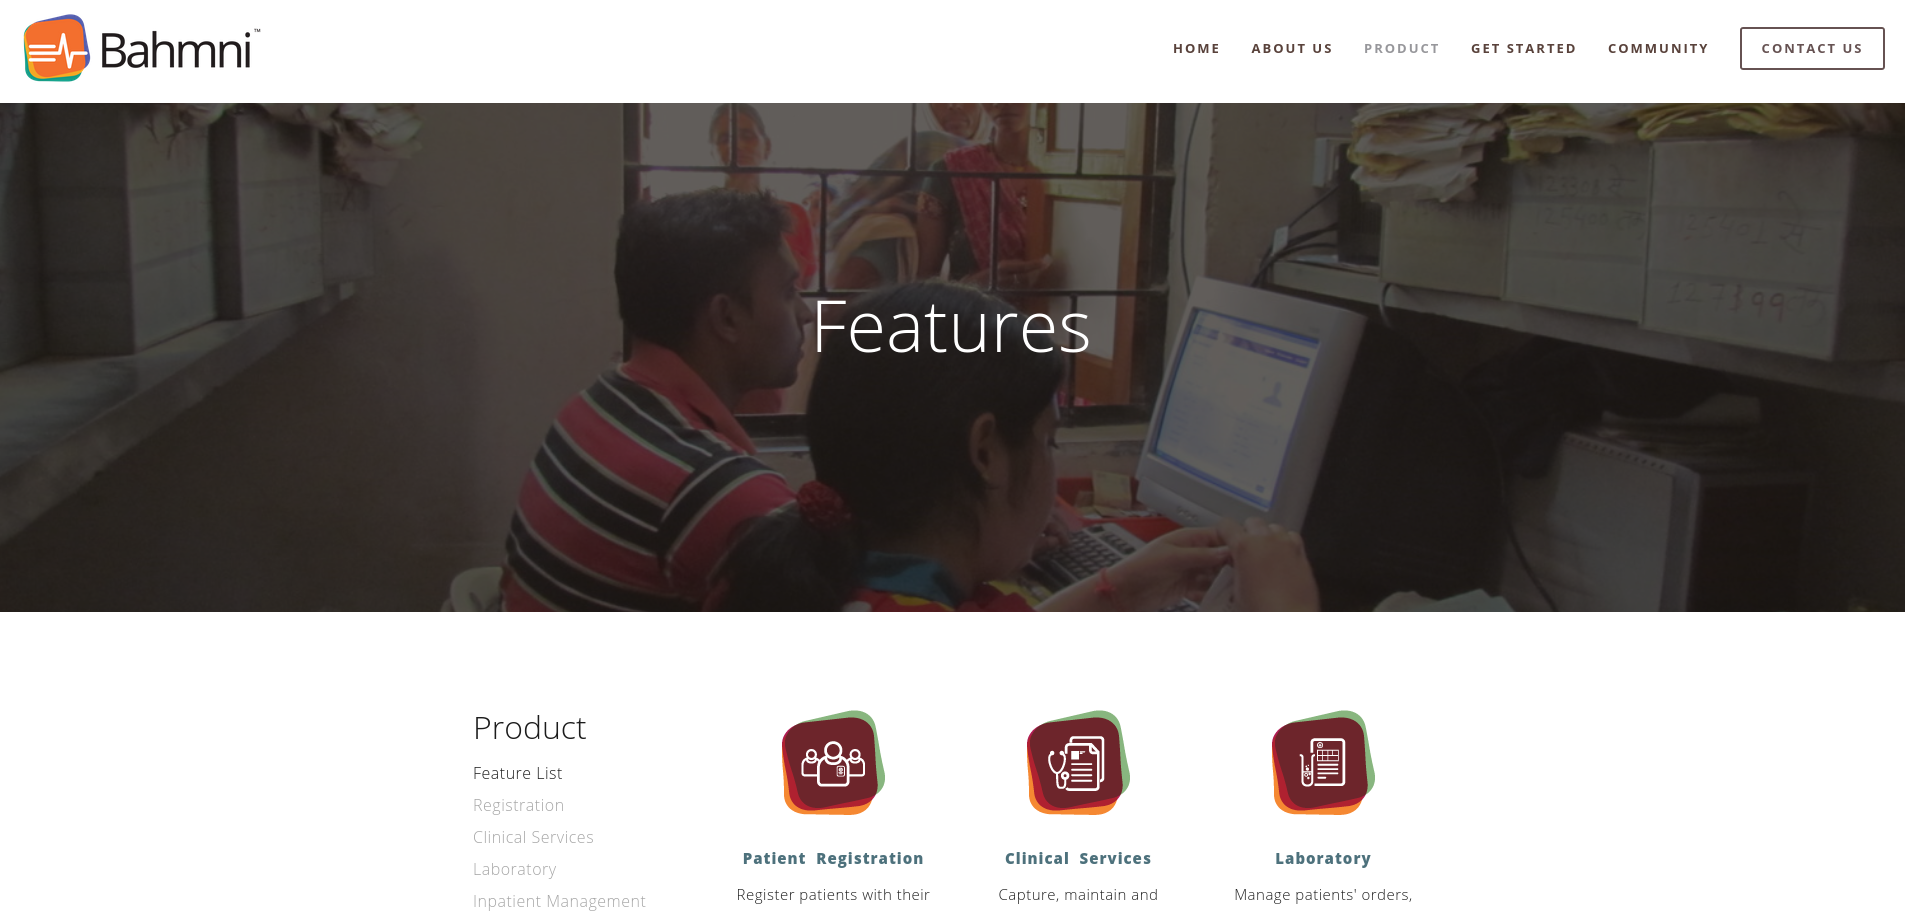 Bahmni™
HOME ABOUT US PRODUCT GET STARTED COMMUNITY CONTACT US
Features
Product
Feature List
Registration
Clinical Services
Laboratory
Inpatient Management
Patient Registration
Register patients with their
Clinical Services
Capture, maintain and
Laboratory
Manage patients' orders,